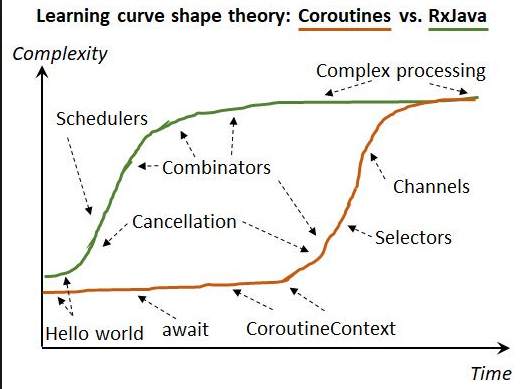 Learning curve shape theory: Coroutines vs. RxJava
Complexity
Complex processing
Schedulers
Combinators
Channels
Cancellation
Selectors
Hello world
await
CoroutineContext
Time